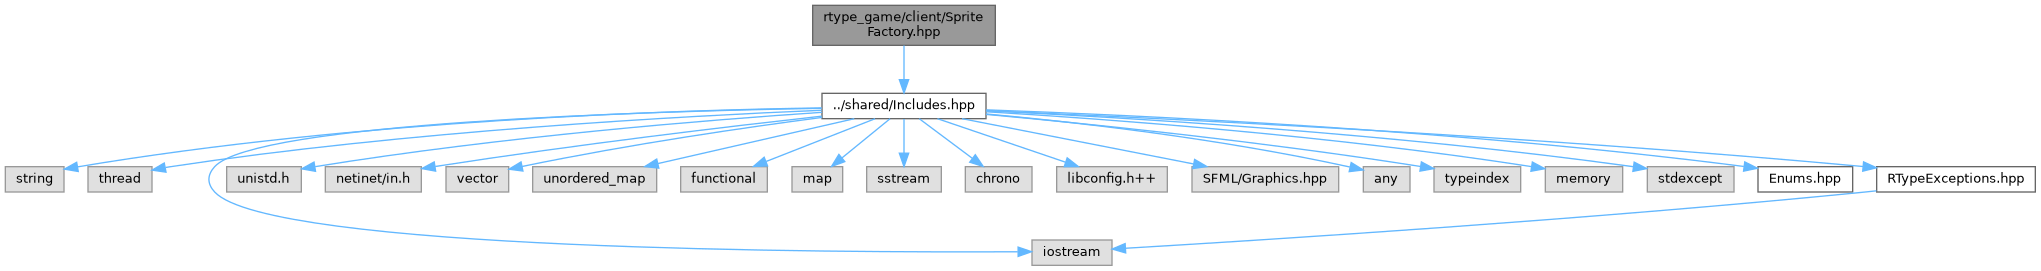 rtype_game/client/Sprite
Factory.hpp
../shared/Includes.hpp
string
thread
unistd.h
netinet/in.h
vector
unordered_map
functional
map
sstream
chrono
libconfig.h++
SFML/Graphics.hpp
any
typeindex
memory
stdexcept
Enums.hpp
RTypeExceptions.hpp
iostream